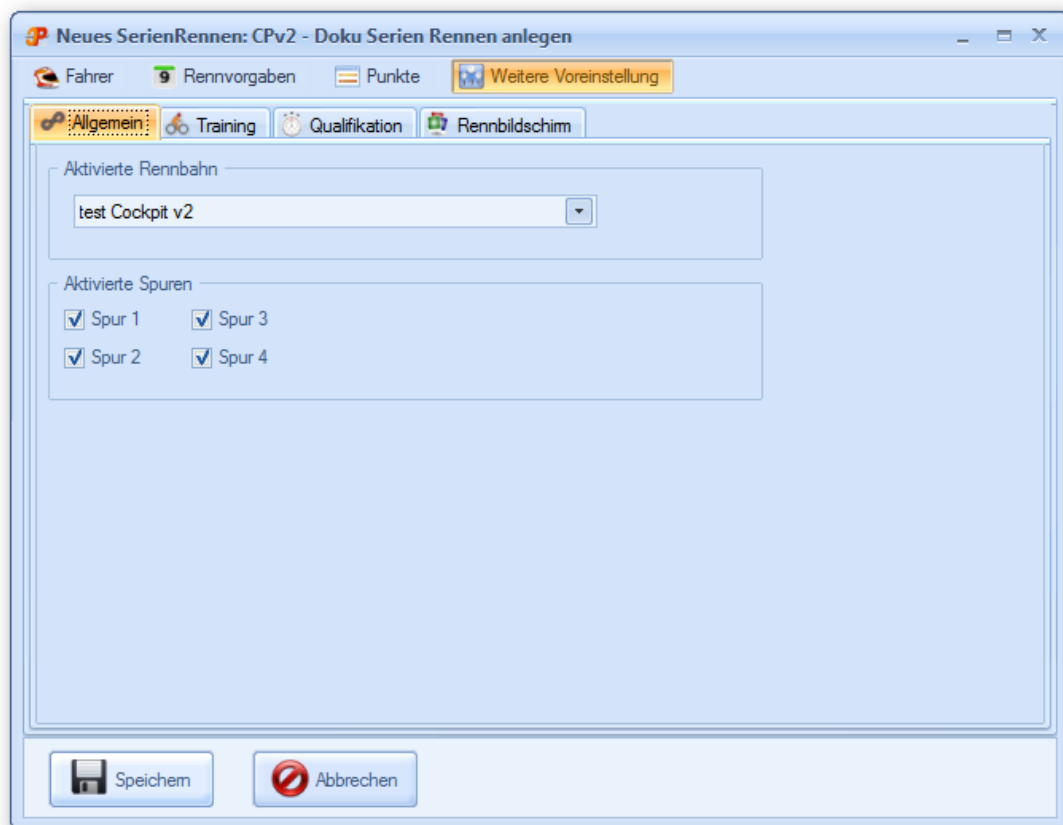 Neues SerienRennen: CPv2 - Doku Serien Rennen anlegen
Fahrer 9 Rennvorgaben Punkte Weitere Voreinstellung
Allgemein Training Qualifikation Rennbildschirm
Aktivierte Rennbahn
test Cockpit v2
Aktivierte Spuren
Spur 1 Spur 3
Spur 2 Spur 4
Speichern Abbrechen